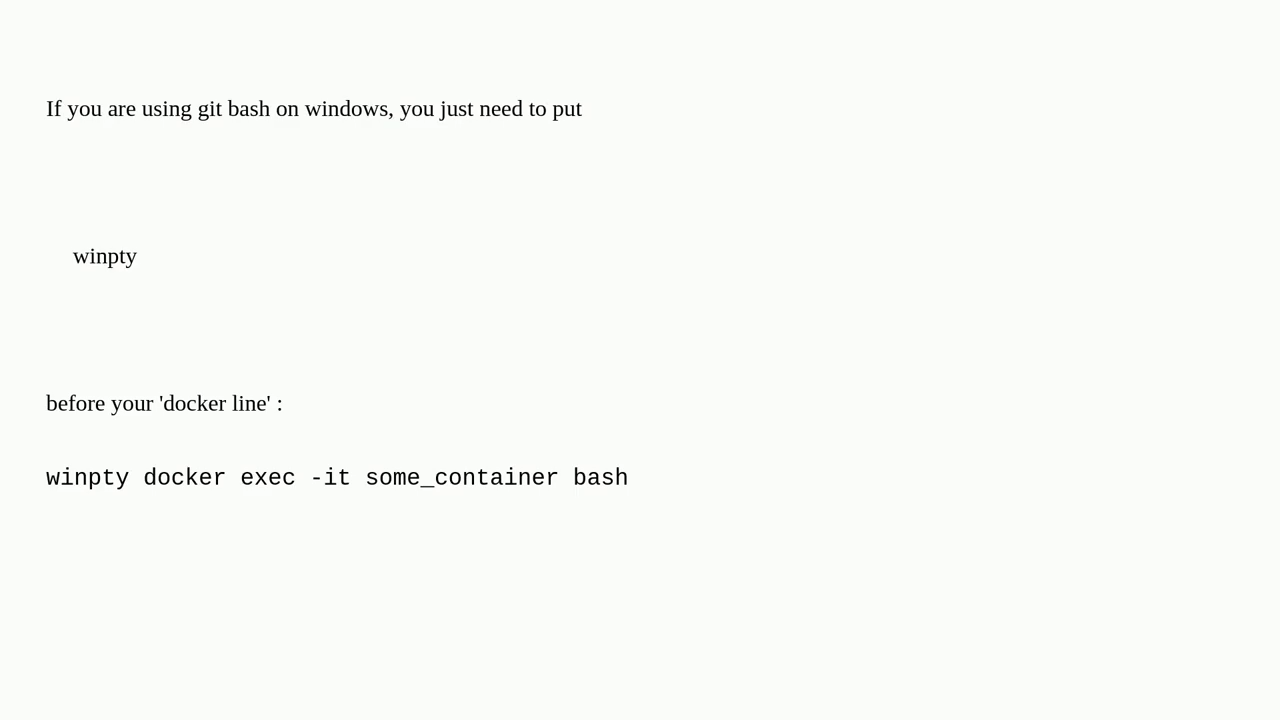 If you are using git bash on windows, you just need to put
winpty
before your 'docker line' :
winpty docker exec -it some_container bash